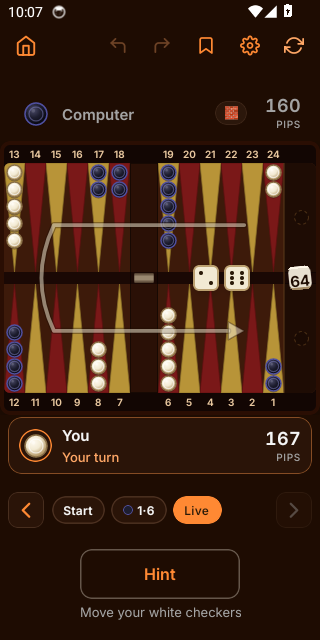 10:07
Computer
160
PIPS
13 14 15 16 17 18 19 20 21 22 23 24
64
12 11 10 9 8 7 6 5 4 3 2 1
You
Your turn
167
PIPS
Start
1·6
Live
Hint
Move your white checkers